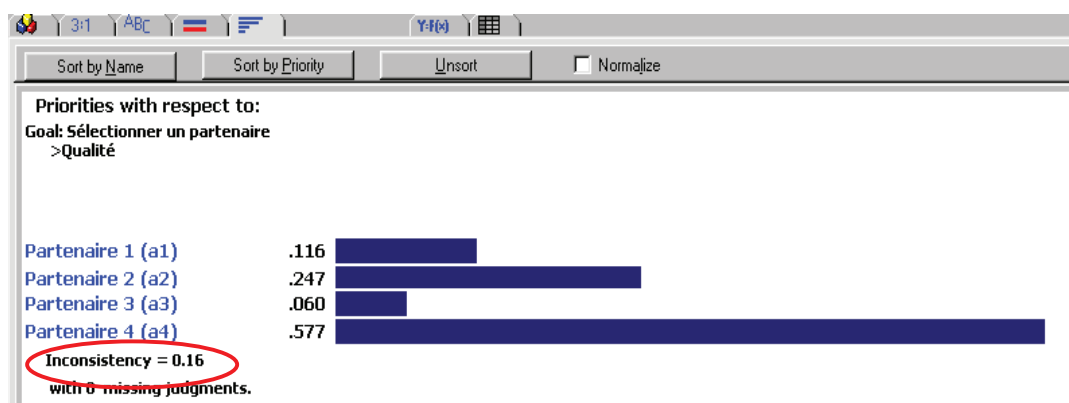 3:1 ABC Y=F(x)
Sort by Name Sort by Priority Unsort Normalize
Priorities with respect to:
Goal: Sélectionner un partenaire
>Qualité
Partenaire 1 (a1) .116
Partenaire 2 (a2) .247
Partenaire 3 (a3) .060
Partenaire 4 (a4) .577
Inconsistency = 0.16
with 0 missing judgments.